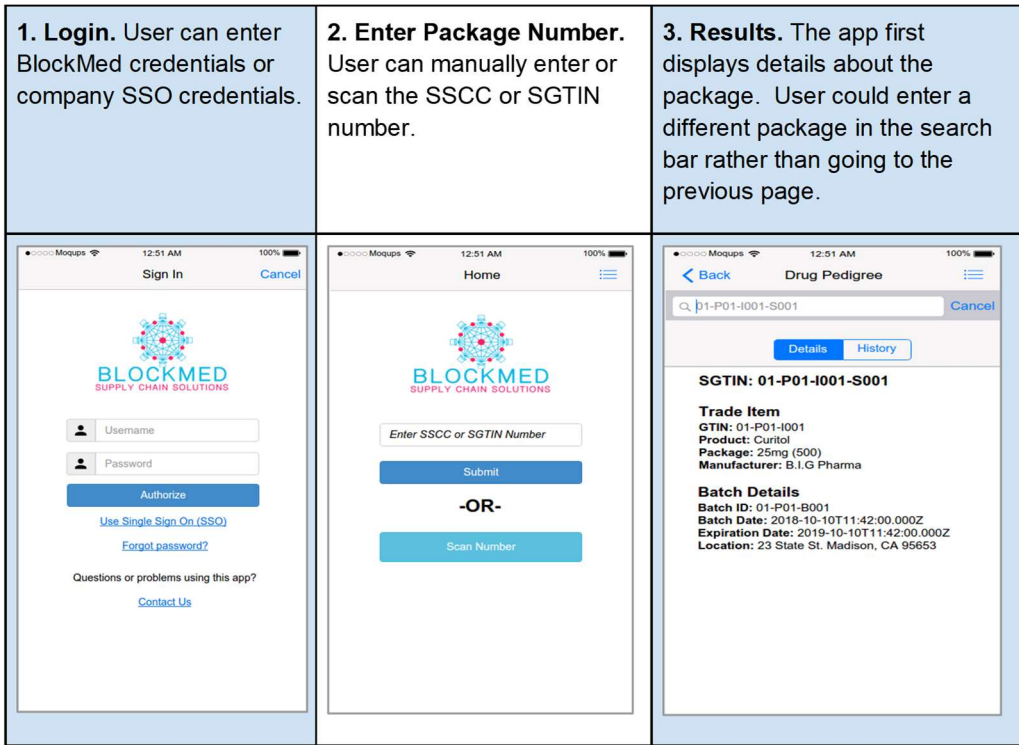 1. Login. User can enter
BlockMed credentials or
company SSO credentials.
2. Enter Package Number.
User can manually enter or
scan the SSCC or SGTIN
number.
3. Results. The app first
displays details about the
package. User could enter a
different package in the search
bar rather than going to the
previous page.
Moqups 12:51 AM 100%
Sign In Cancel
BLOCKMED
SUPPLY CHAIN SOLUTIONS
Username
Password
Authorize
Use Single Sign On (SSO)
Forgot password?
Questions or problems using this app?
Contact Us
Moqups 12:51 AM 100%
Home
BLOCKMED
SUPPLY CHAIN SOLUTIONS
Enter SSCC or SGTIN Number
Submit
-OR-
Scan Number
Moqups 12:51 AM 100%
Back Drug Pedigree
01-P01-I001-S001 Cancel
Details History
SGTIN: 01-P01-I001-S001
Trade Item
GTIN: 01-P01-I001
Product: Curitol
Package: 25mg (500)
Manufacturer: B.I.G Pharma
Batch Details
Batch ID: 01-P01-B001
Batch Date: 2018-10-10T11:42:00.000Z
Expiration Date: 2019-10-10T11:42:00.000Z
Location: 23 State St. Madison, CA 95653